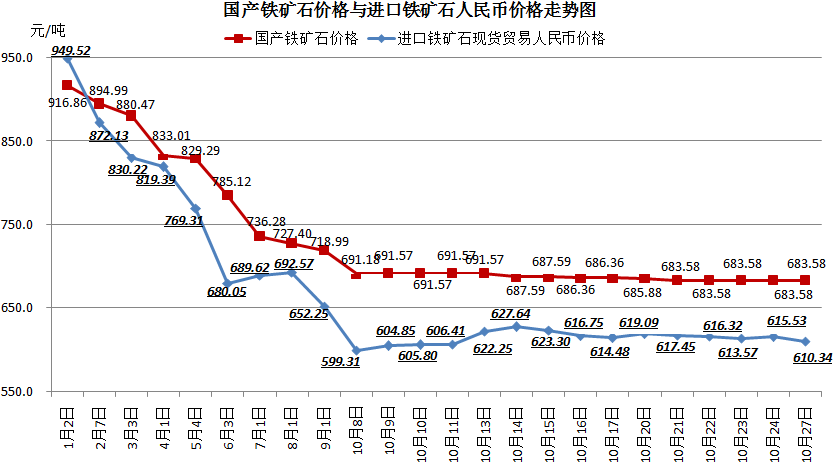 国产铁矿石价格与进口铁矿石人民币价格走势图
元/吨
国产铁矿石价格
进口铁矿石现货贸易人民币价格
950.0
850.0
750.0
650.0
550.0
916.86
894.99
880.47
833.01
829.29
785.12
736.28
727.40
718.99
691.18
691.57
691.57
691.57
691.57
687.59
687.59
686.36
686.36
685.88
683.58
683.58
683.58
683.58
683.58
949.52
872.13
830.22
819.39
769.31
680.05
689.62
692.57
652.25
599.31
604.85
605.80
606.41
622.25
627.64
623.30
616.75
614.48
619.09
617.45
616.32
613.57
615.53
610.34
1月2日
2月7日
3月3日
4月1日
5月4日
6月3日
7月1日
8月1日
9月1日
10月8日
10月9日
10月10日
10月11日
10月13日
10月14日
10月15日
10月16日
10月17日
10月20日
10月21日
10月22日
10月23日
10月24日
10月27日